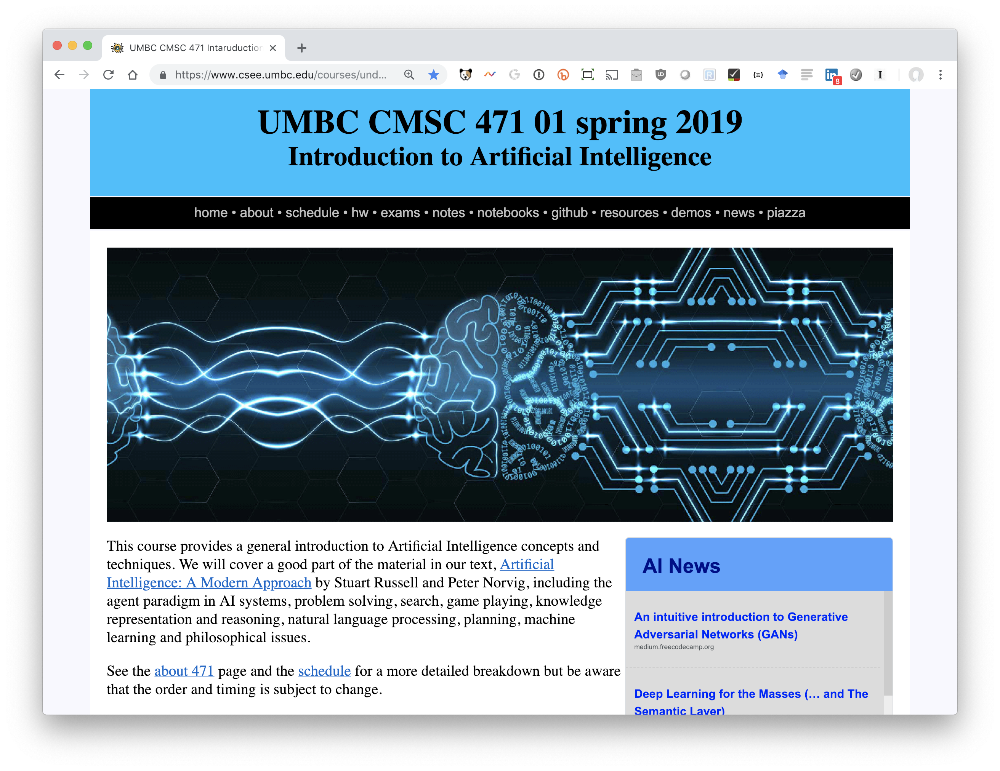 UMBC CMSC 471 Intaruduction
https://www.csee.umbc.edu/courses/und...
8
UMBC CMSC 471 01 spring 2019
Introduction to Artificial Intelligence
home • about • schedule • hw • exams • notes • notebooks • github • resources • demos • news • piazza
This course provides a general introduction to Artificial Intelligence concepts and
techniques. We will cover a good part of the material in our text, Artificial
Intelligence: A Modern Approach by Stuart Russell and Peter Norvig, including the
agent paradigm in AI systems, problem solving, search, game playing, knowledge
representation and reasoning, natural language processing, planning, machine
learning and philosophical issues.
See the about 471 page and the schedule for a more detailed breakdown but be aware
that the order and timing is subject to change.
AI News
An intuitive introduction to Generative
Adversarial Networks (GANs)
medium.freecodecamp.org
Deep Learning for the Masses (... and The
Semantic Layer)